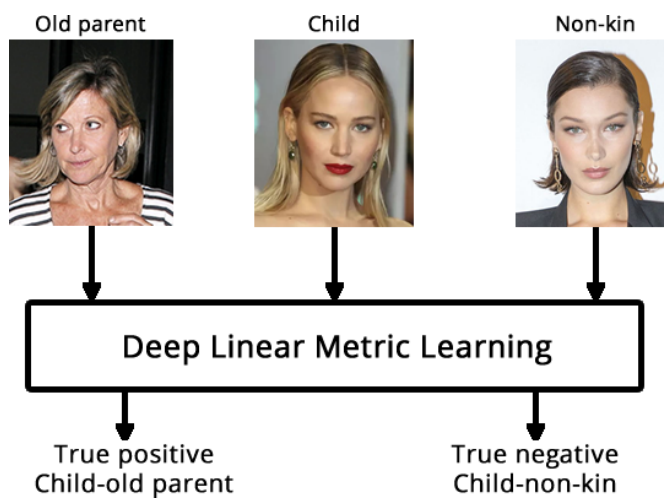 Old parent
Child
Non-kin
Deep Linear Metric Learning
True positive
Child-old parent
True negative
Child-non-kin